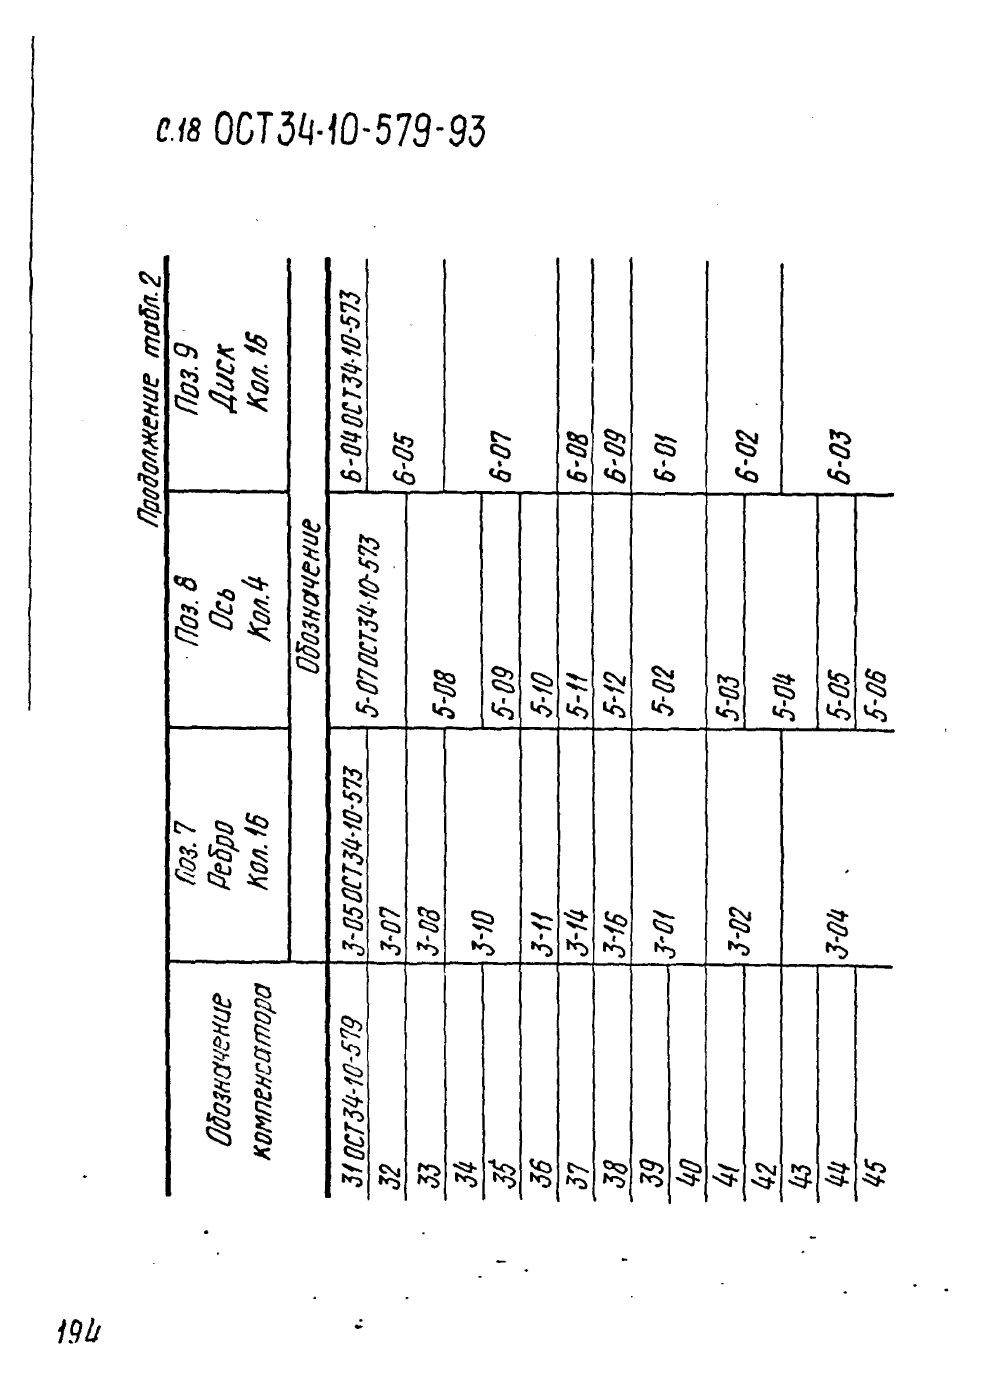 с.18 ОСТ 34-10-579-93
Продолжение табл. 2
Обозначение
компенсатора
Поз. 7
Ребро
Кол. 16
Поз. 8
Ось
Кол. 4
Поз. 9
Диск
Кол. 16
Обозначение
31 ОСТ 34-10-579
3-05 ОСТ 34-10-573
5-07 ОСТ 34-10-573
6-04 ОСТ 34-10-573
32
3-07
6-05
33
3-08
5-08
34
3-10
6-07
35
5-09
36
3-11
5-10
37
3-14
5-11
6-08
38
3-16
5-12
6-09
39
3-01
5-02
6-01
40
41
3-02
5-03
6-02
42
5-04
43
44
3-04
5-05
6-03
45
5-06
194